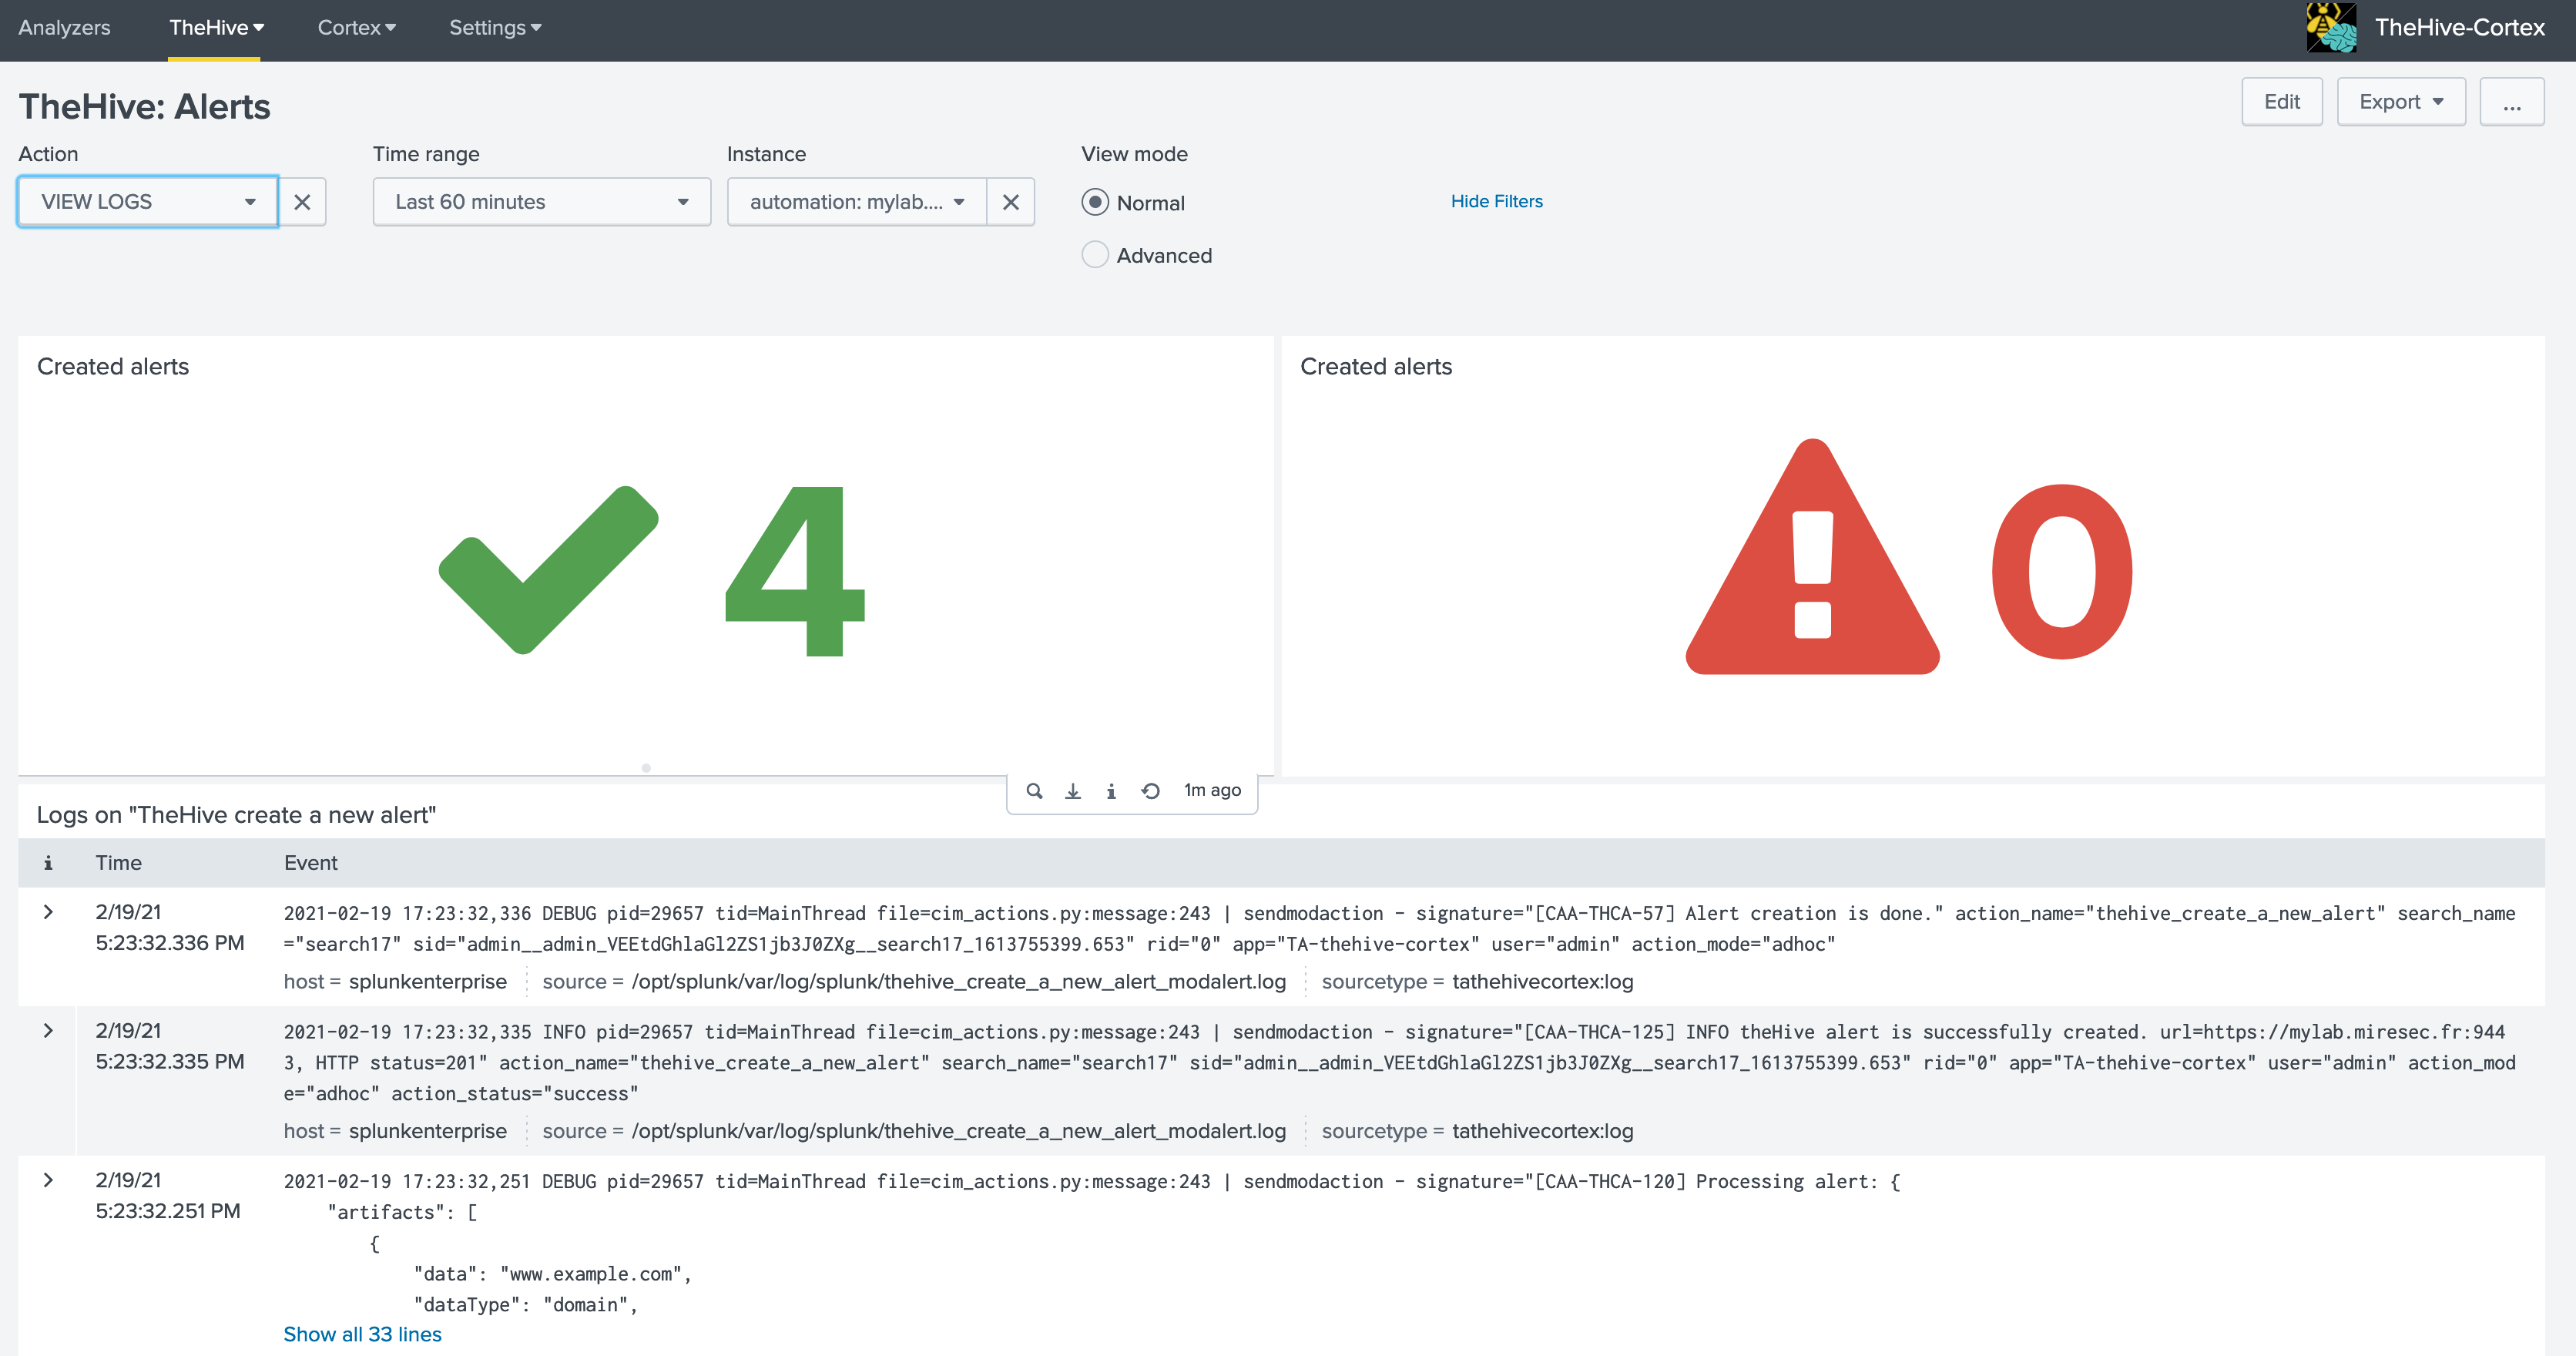 Analyzers TheHive Cortex Settings TheHive-Cortex
TheHive: Alerts
Edit Export ...
Action Time range Instance View mode
VIEW LOGS Last 60 minutes automation: mylab.... Normal Hide Filters
Advanced
Created alerts Created alerts
4 0
1m ago
Logs on "TheHive create a new alert"
i Time Event
2/19/21 2021-02-19 17:23:32,336 DEBUG pid=29657 tid=MainThread file=cim_actions.py:message:243 | sendmodaction - signature="[CAA-THCA-57] Alert creation is done." action_name="thehive_create_a_new_alert" search_name
5:23:32.336 PM ="search17" sid="admin__admin_VEEtdGhlaGl2ZS1jb3J0ZXg__search17_1613755399.653" rid="0" app="TA-thehive-cortex" user="admin" action_mode="adhoc"
host = splunkenterprise source = /opt/splunk/var/log/splunk/thehive_create_a_new_alert_modalert.log sourcetype = tathehivecortex:log
2/19/21 2021-02-19 17:23:32,335 INFO pid=29657 tid=MainThread file=cim_actions.py:message:243 | sendmodaction - signature="[CAA-THCA-125] INFO theHive alert is successfully created. url=https://mylab.miresec.fr:944
5:23:32.335 PM 3, HTTP status=201" action_name="thehive_create_a_new_alert" search_name="search17" sid="admin__admin_VEEtdGhlaGl2ZS1jb3J0ZXg__search17_1613755399.653" rid="0" app="TA-thehive-cortex" user="admin" action_mod
e="adhoc" action_status="success"
host = splunkenterprise source = /opt/splunk/var/log/splunk/thehive_create_a_new_alert_modalert.log sourcetype = tathehivecortex:log
2/19/21 2021-02-19 17:23:32,251 DEBUG pid=29657 tid=MainThread file=cim_actions.py:message:243 | sendmodaction - signature="[CAA-THCA-120] Processing alert: {
5:23:32.251 PM "artifacts": [
{
"data": "www.example.com",
"dataType": "domain",
Show all 33 lines